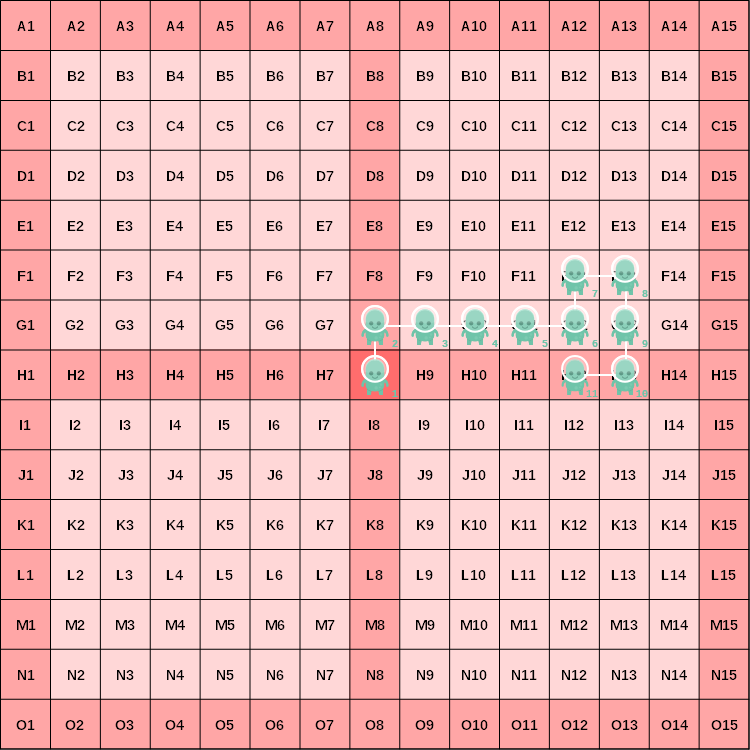 A1 A2 A3 A4 A5 A6 A7 A8 A9 A10 A11 A12 A13 A14 A15
B1 B2 B3 B4 B5 B6 B7 B8 B9 B10 B11 B12 B13 B14 B15
C1 C2 C3 C4 C5 C6 C7 C8 C9 C10 C11 C12 C13 C14 C15
D1 D2 D3 D4 D5 D6 D7 D8 D9 D10 D11 D12 D13 D14 D15
E1 E2 E3 E4 E5 E6 E7 E8 E9 E10 E11 E12 E13 E14 E15
F1 F2 F3 F4 F5 F6 F7 F8 F9 F10 F11 7 8 F14 F15
G1 G2 G3 G4 G5 G6 G7 2 3 4 5 6 9 G14 G15
H1 H2 H3 H4 H5 H6 H7 1 H9 H10 H11 11 10 H14 H15
I1 I2 I3 I4 I5 I6 I7 I8 I9 I10 I11 I12 I13 I14 I15
J1 J2 J3 J4 J5 J6 J7 J8 J9 J10 J11 J12 J13 J14 J15
K1 K2 K3 K4 K5 K6 K7 K8 K9 K10 K11 K12 K13 K14 K15
L1 L2 L3 L4 L5 L6 L7 L8 L9 L10 L11 L12 L13 L14 L15
M1 M2 M3 M4 M5 M6 M7 M8 M9 M10 M11 M12 M13 M14 M15
N1 N2 N3 N4 N5 N6 N7 N8 N9 N10 N11 N12 N13 N14 N15
O1 O2 O3 O4 O5 O6 O7 O8 O9 O10 O11 O12 O13 O14 O15